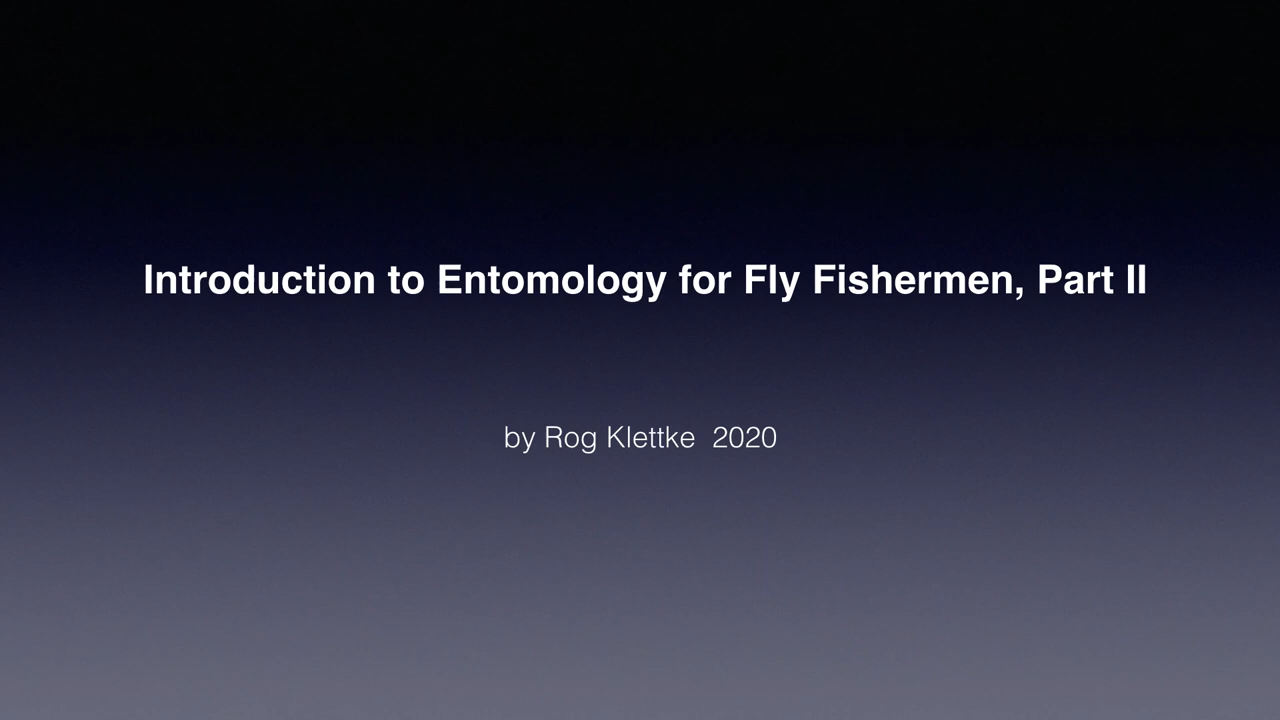 Introduction to Entomology for Fly Fishermen, Part II
by Rog Klettke  2020